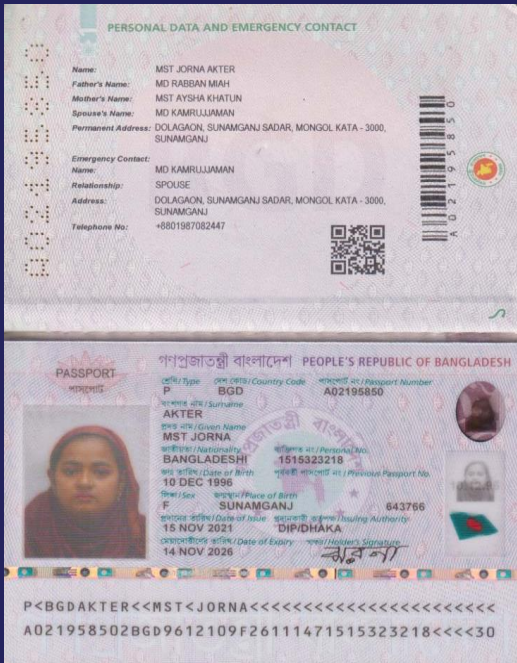 PERSONAL DATA AND EMERGENCY CONTACT
Name: MST JORNA AKTER
Father's Name: MD RABBAN MIAH
Mother's Name: MST AYSHA KHATUN
Spouse's Name: MD KAMRUJJAMAN
Permanent Address: DOLAGAON, SUNAMGANJ SADAR, MONGOL KATA - 3000,
SUNAMGANJ
Emergency Contact:
Name: MD KAMRUJJAMAN
Relationship: SPOUSE
Address: DOLAGAON, SUNAMGANJ SADAR, MONGOL KATA - 3000,
SUNAMGANJ
Telephone No: +8801987082447
A02195850
A02195850
গণপ্রজাতন্ত্রী বাংলাদেশ PEOPLE'S REPUBLIC OF BANGLADESH
PASSPORT
পাসপোর্ট
শ্রেণি/Type দেশ কোড/Country Code পাসপোর্ট নং/Passport Number
P BGD A02195850
বংশগত নাম/Surname
AKTER
প্রদত্ত নাম/Given Name
MST JORNA
জাতীয়তা/Nationality ব্যক্তিগত নং/Personal No.
BANGLADESHI 1515323218
জন্ম তারিখ/Date of Birth পূর্ববর্তী পাসপোর্ট নং/Previous Passport No.
10 DEC 1996
লিঙ্গ/Sex জন্মস্থান/Place of Birth
F SUNAMGANJ 643766
প্রদানের তারিখ/Date of Issue প্রদানকারী কর্তৃপক্ষ/Issuing Authority
15 NOV 2021 DIP/DHAKA
মেয়াদোত্তীর্ণের তারিখ/Date of Expiry স্বাক্ষর/Holder's Signature
14 NOV 2026 ঝরনা
P<BGDAKTER<<MST<JORNA<<<<<<<<<<<<<<<<<<<<<<<
A021958502BGD9612109F26111471515323218<<<<30